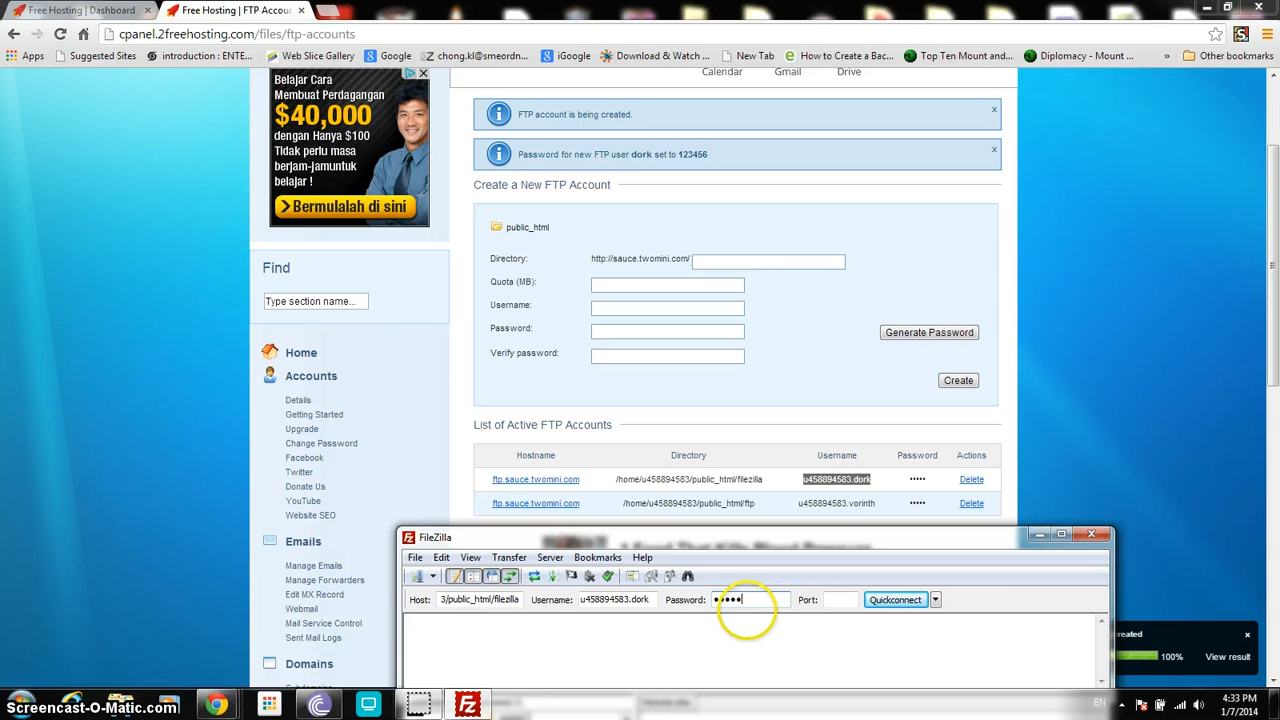 Free Hosting | Dashboard
Free Hosting | FTP Accour
cpanel.2freehosting.com/files/ftp-accounts
Apps
Suggested Sites
introduction : ENTE...
Web Slice Gallery
Google
chong.kl@smeordn...
iGoogle
Download & Watch ...
New Tab
How to Create a Bac...
Top Ten Mount and...
Diplomacy - Mount ...
Other bookmarks
Calendar
Gmail
Drive
Belajar Cara
Membuat Perdagangan
$40,000
dengan Hanya $100
Tidak perlu masa
berjam-jamuntuk
belajar !
Bermulalah di sini
FTP account is being created.
x
Password for new FTP user dork set to 123456
x
Create a New FTP Account
public_html
Directory:
http://sauce.twomini.com/
Quota (MB):
Username:
Password:
Generate Password
Verify password:
Create
Find
Type section name...
Home
Accounts
Details
Getting Started
Upgrade
Change Password
Facebook
Twitter
Donate Us
YouTube
Website SEO
Emails
Manage Emails
Manage Forwarders
Edit MX Record
Mail Service Control
Sent Mail Logs
Domains
List of Active FTP Accounts
Hostname Directory Username Password Actions
ftp.sauce.twomini.com /home/u458894583/public_html/filezilla u458894583.dork ••••• Delete
ftp.sauce.twomini.com /home/u458894583/public_html/ftp u458894583.vorinth ••••• Delete
FileZilla
File Edit View Transfer Server Bookmarks Help
Host: 3/public_html/filezilla Username: u458894583.dork Password: ••••• Port: Quickconnect
created
x
100%
View result
Screencast-O-Matic.com
EN
4:33 PM
1/7/2014